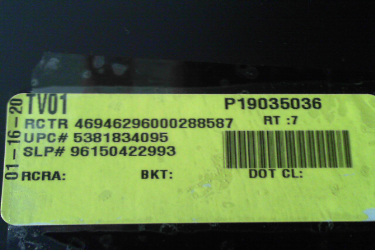 01-16-20
TV01 P19035036
RCTR 46946296000288587 RT :7
UPC# 5381834095
SLP# 96150422993
RCRA: BKT: DOT CL: